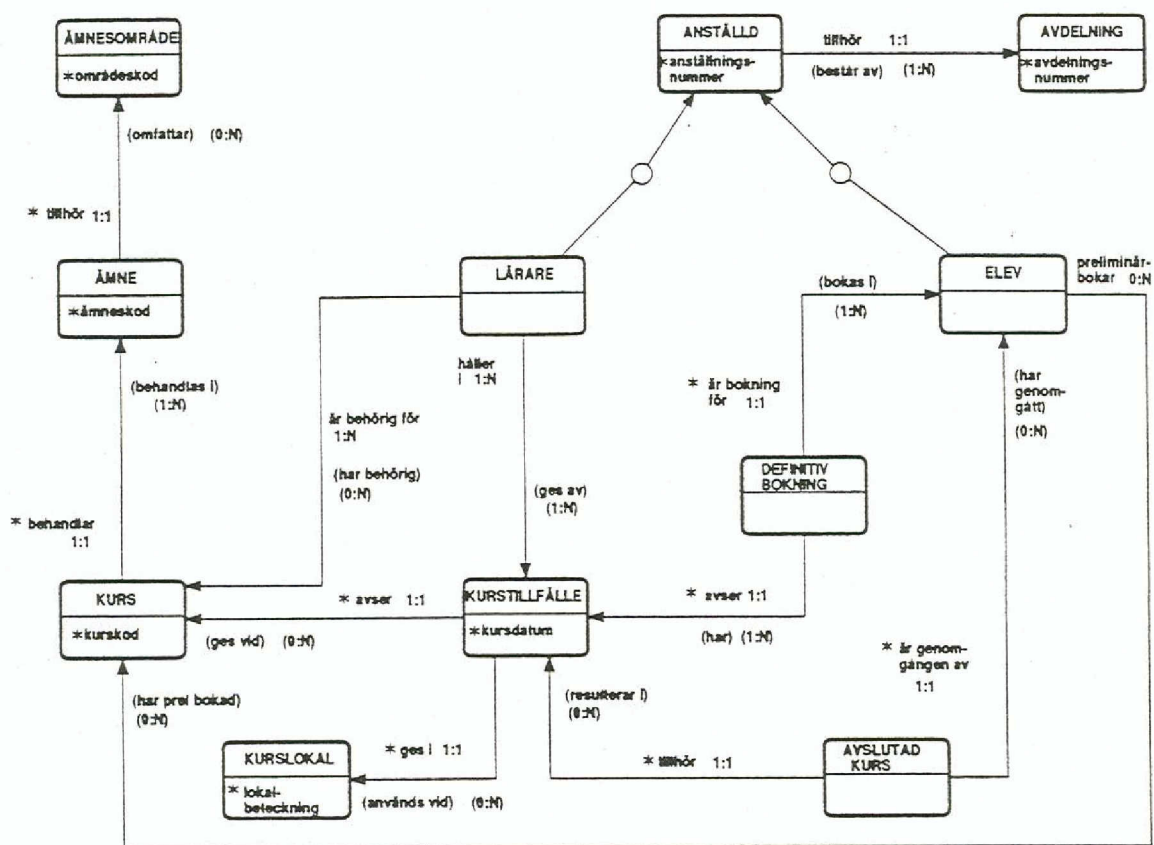 ÄMNESOMRÅDE
*områdeskod
ANSTÄLLD
*anställnings-
nummer
tillhör 1:1
(består av) (1:N)
AVDELNING
*avdelnings-
nummer
(omfattar) (0:N)
* tillhör 1:1
ÄMNE
*ämneskod
LÄRARE
ELEV
preliminär-
bokar 0:N
(bokas i)
(1:N)
håller
i 1:N
(behandlas i)
(1:N)
* är bokning
för 1:1
(har
genom-
gått)
(0:N)
är behörig för
1:N
(har behörig)
(0:N)
(ges av)
(1:N)
DEFINITIV
BOKNING
* behandlar
1:1
KURS
*kurskod
* avser 1:1
(ges vid) (0:N)
KURSTILLFÄLLE
*kursdatum
* avser 1:1
(har) (1:N)
* är genom-
gången av
1:1
(har prel bokad)
(0:N)
(resulterar i)
(0:N)
KURSLOKAL
* lokal-
beteckning
* ges i 1:1
(används vid) (0:N)
* tillhör 1:1
AVSLUTAD
KURS